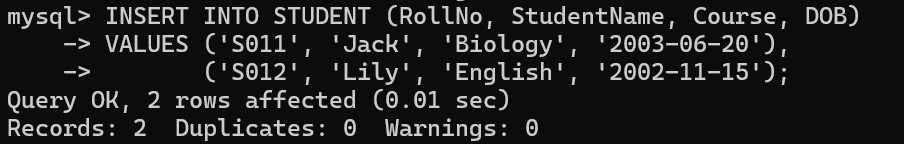 mysql> INSERT INTO STUDENT (RollNo, StudentName, Course, DOB)
    -> VALUES ('S011', 'Jack', 'Biology', '2003-06-20'),
    ->        ('S012', 'Lily', 'English', '2002-11-15');
Query OK, 2 rows affected (0.01 sec)
Records: 2  Duplicates: 0  Warnings: 0